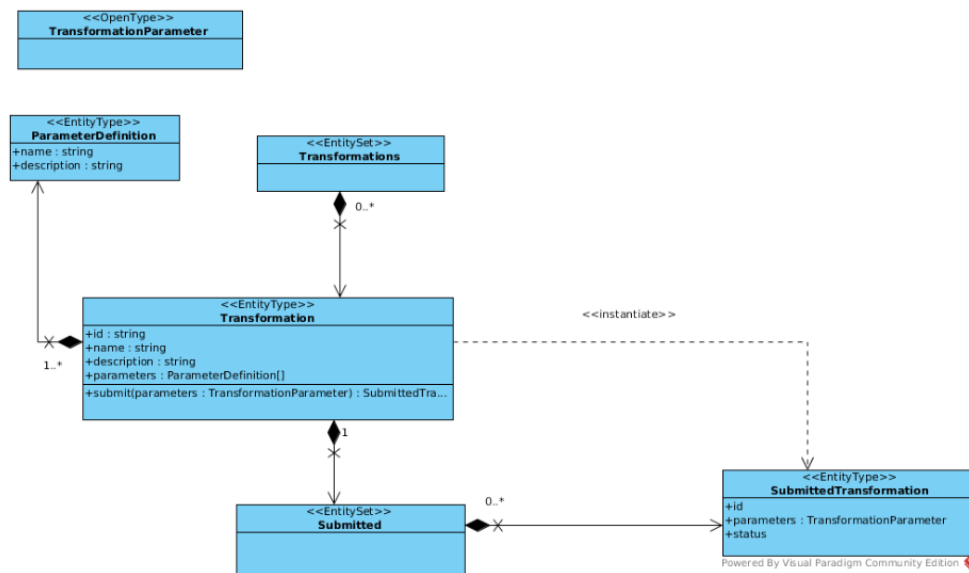 <<OpenType>>
TransformationParameter
<<EntityType>>
ParameterDefinition
+name : string
+description : string
<<EntitySet>>
Transformations
0..*
<<EntityType>>
Transformation
+id : string
+name : string
+description : string
+parameters : ParameterDefinition[]
+submit(parameters : TransformationParameter) : SubmittedTra...
<<instantiate>>
1..*
1
<<EntitySet>>
Submitted
0..*
<<EntityType>>
SubmittedTransformation
+id
+parameters : TransformationParameter
+status
Powered By Visual Paradigm Community Edition